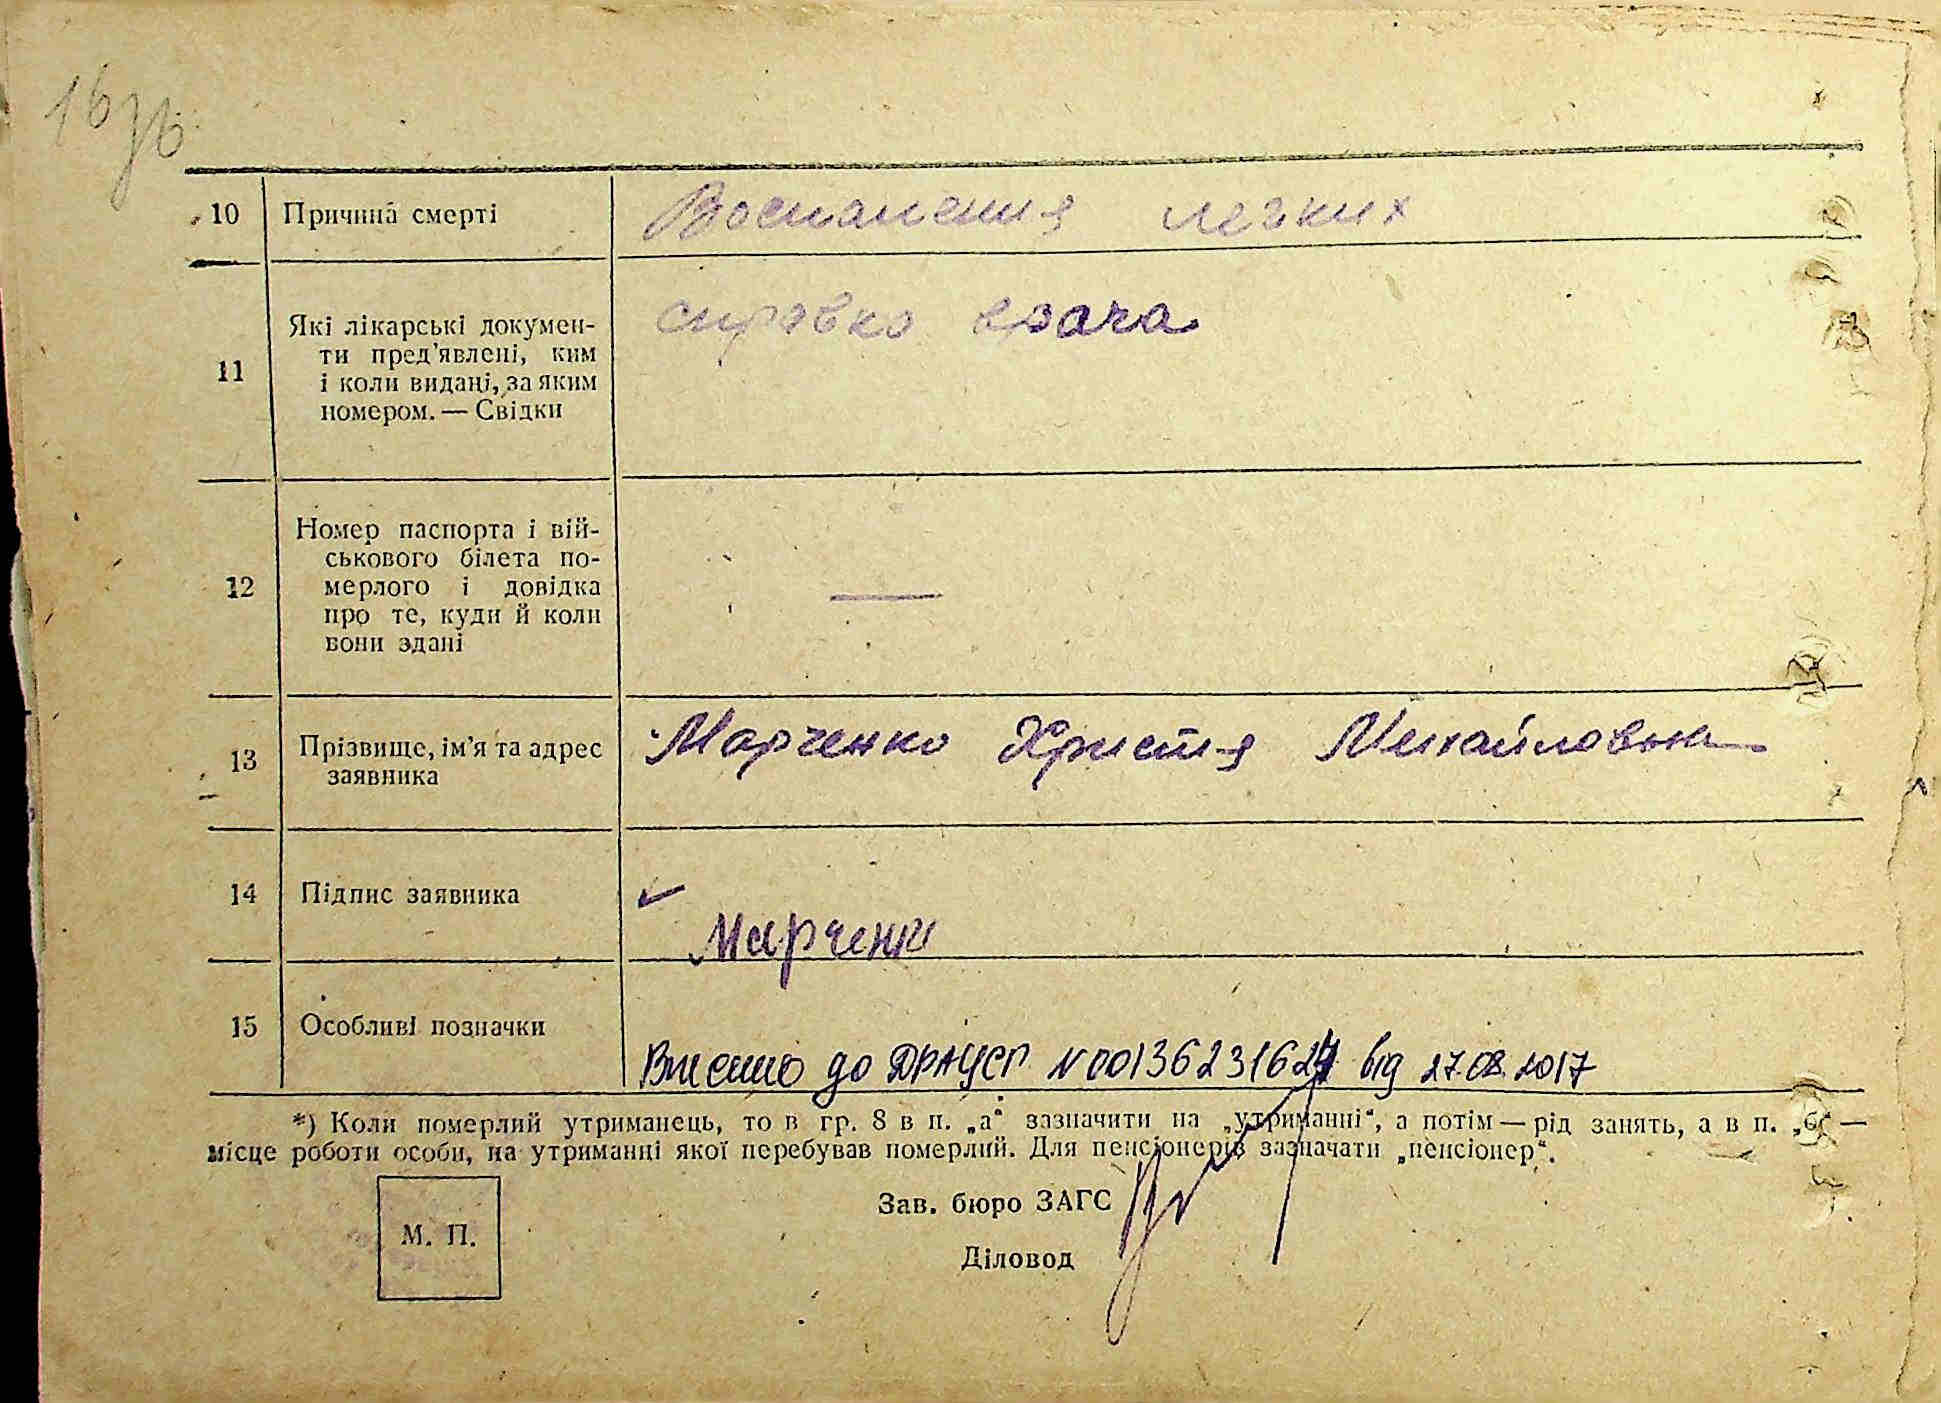 16 зв.
10 Причина смерті Воспаления легких
11 Які лікарські докумен-
ти пред'явлені, ким
і коли видані, за яким
номером. — Свідки
справка врача
12 Номер паспорта і вій-
ськового білета по-
мерлого і довідка
про те, куди й коли
вони здані
—
13 Прізвище, ім'я та адрес
заявника
Марченко Христя Михайловна
14 Підпис заявника
Марченко
15 Особливі позначки
Внесено до ДРАЦСГ N 00136231624 від 27.08.2017
*) Коли померлий утриманець, то в гр. 8 в п. „а“ зазначити на „утриманні“, а потім — рід занять, а в п. „б“ —
місце роботи особи, на утриманні якої перебував померлий. Для пенсіонерів зазначати „пенсіонер“.
Зав. бюро ЗАГС
М. П.
Діловод